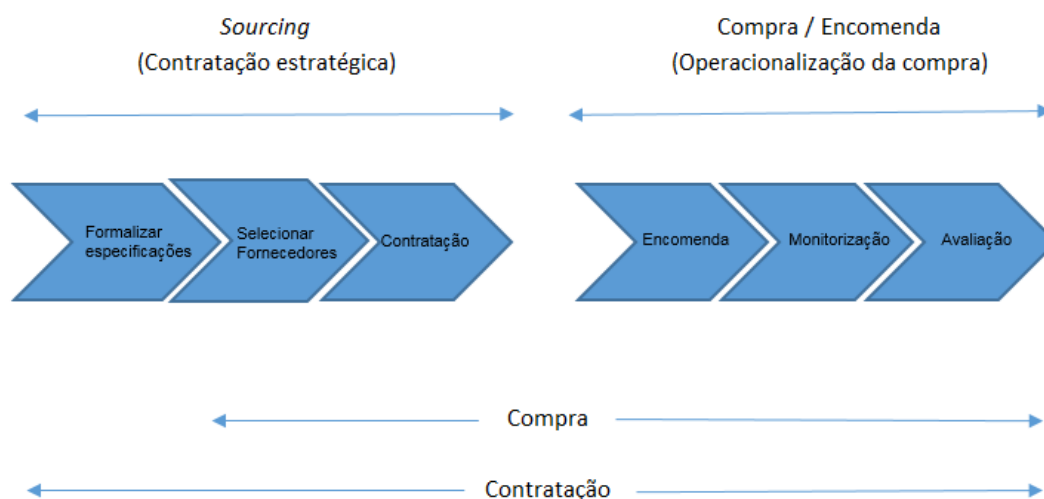 Sourcing
(Contratação estratégica)
Compra / Encomenda
(Operacionalização da compra)
Formalizar
especificações
Selecionar
Fornecedores
Contratação
Encomenda
Monitorização
Avaliação
Compra
Contratação